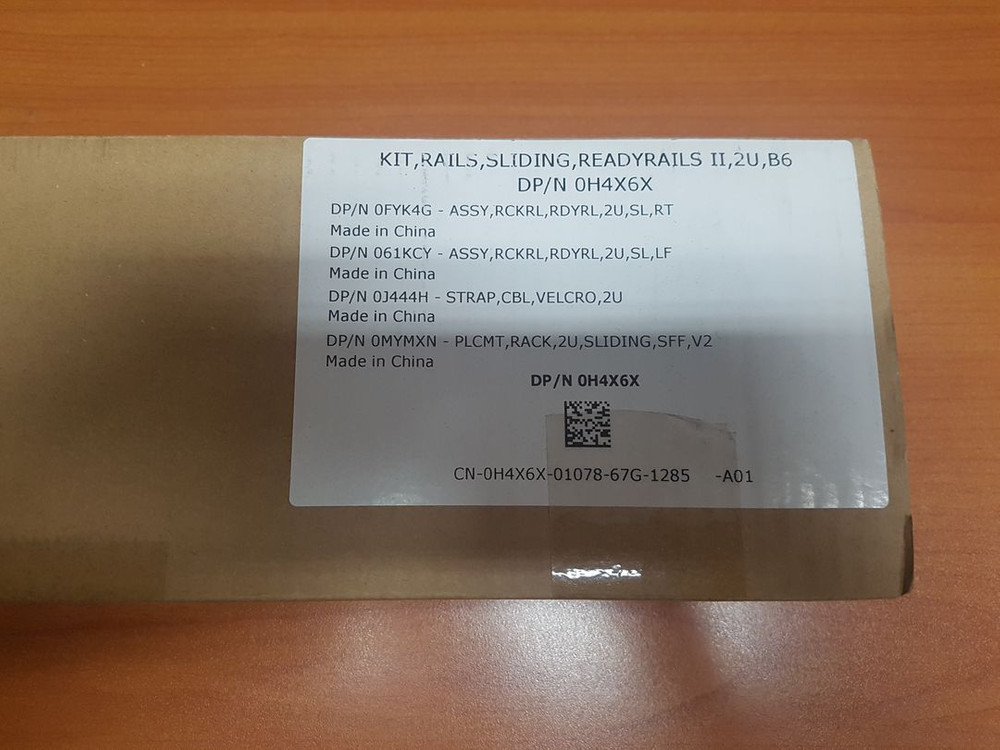 KIT,RAILS,SLIDING,READYRAILS II,2U,B6
DP/N 0H4X6X
DP/N 0FYK4G - ASSY,RCKRL,RDYRL,2U,SL,RT
Made in China
DP/N 061KCY - ASSY,RCKRL,RDYRL,2U,SL,LF
Made in China
DP/N 0J444H - STRAP,CBL,VELCRO,2U
Made in China
DP/N 0MYMXN - PLCMT,RACK,2U,SLIDING,SFF,V2
Made in China
DP/N 0H4X6X
CN-0H4X6X-01078-67G-1285 -A01